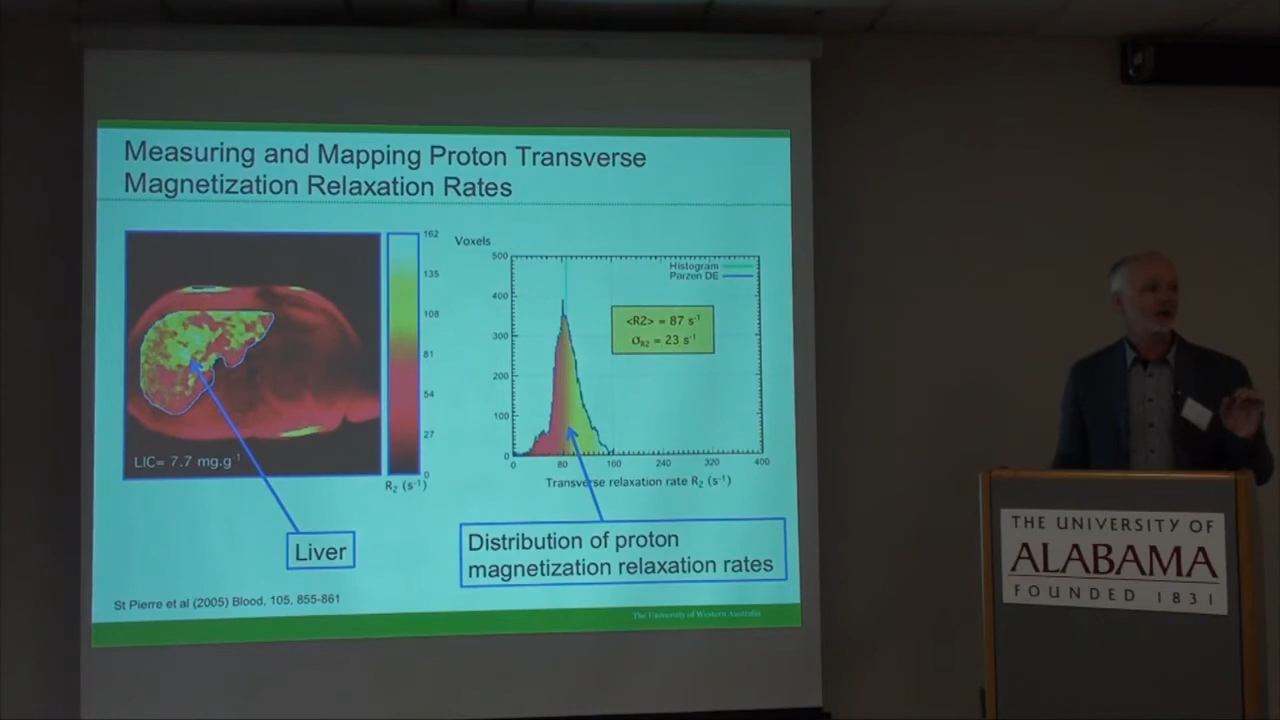 Measuring and Mapping Proton Transverse
Magnetization Relaxation Rates
LIC= 7.7 mg.g-1
162
135
108
81
54
27
0
R2 (s-1)
Liver
Voxels
500
400
300
200
100
0
0 80 160 240 320 400
Histogram
Parzen DE
<R2> = 87 s-1
σR2 = 23 s-1
Transverse relaxation rate R2 (s-1)
Distribution of proton
magnetization relaxation rates
St Pierre et al (2005) Blood, 105, 855-861
The University of Western Australia
THE UNIVERSITY OF
ALABAMA
FOUNDED 1831